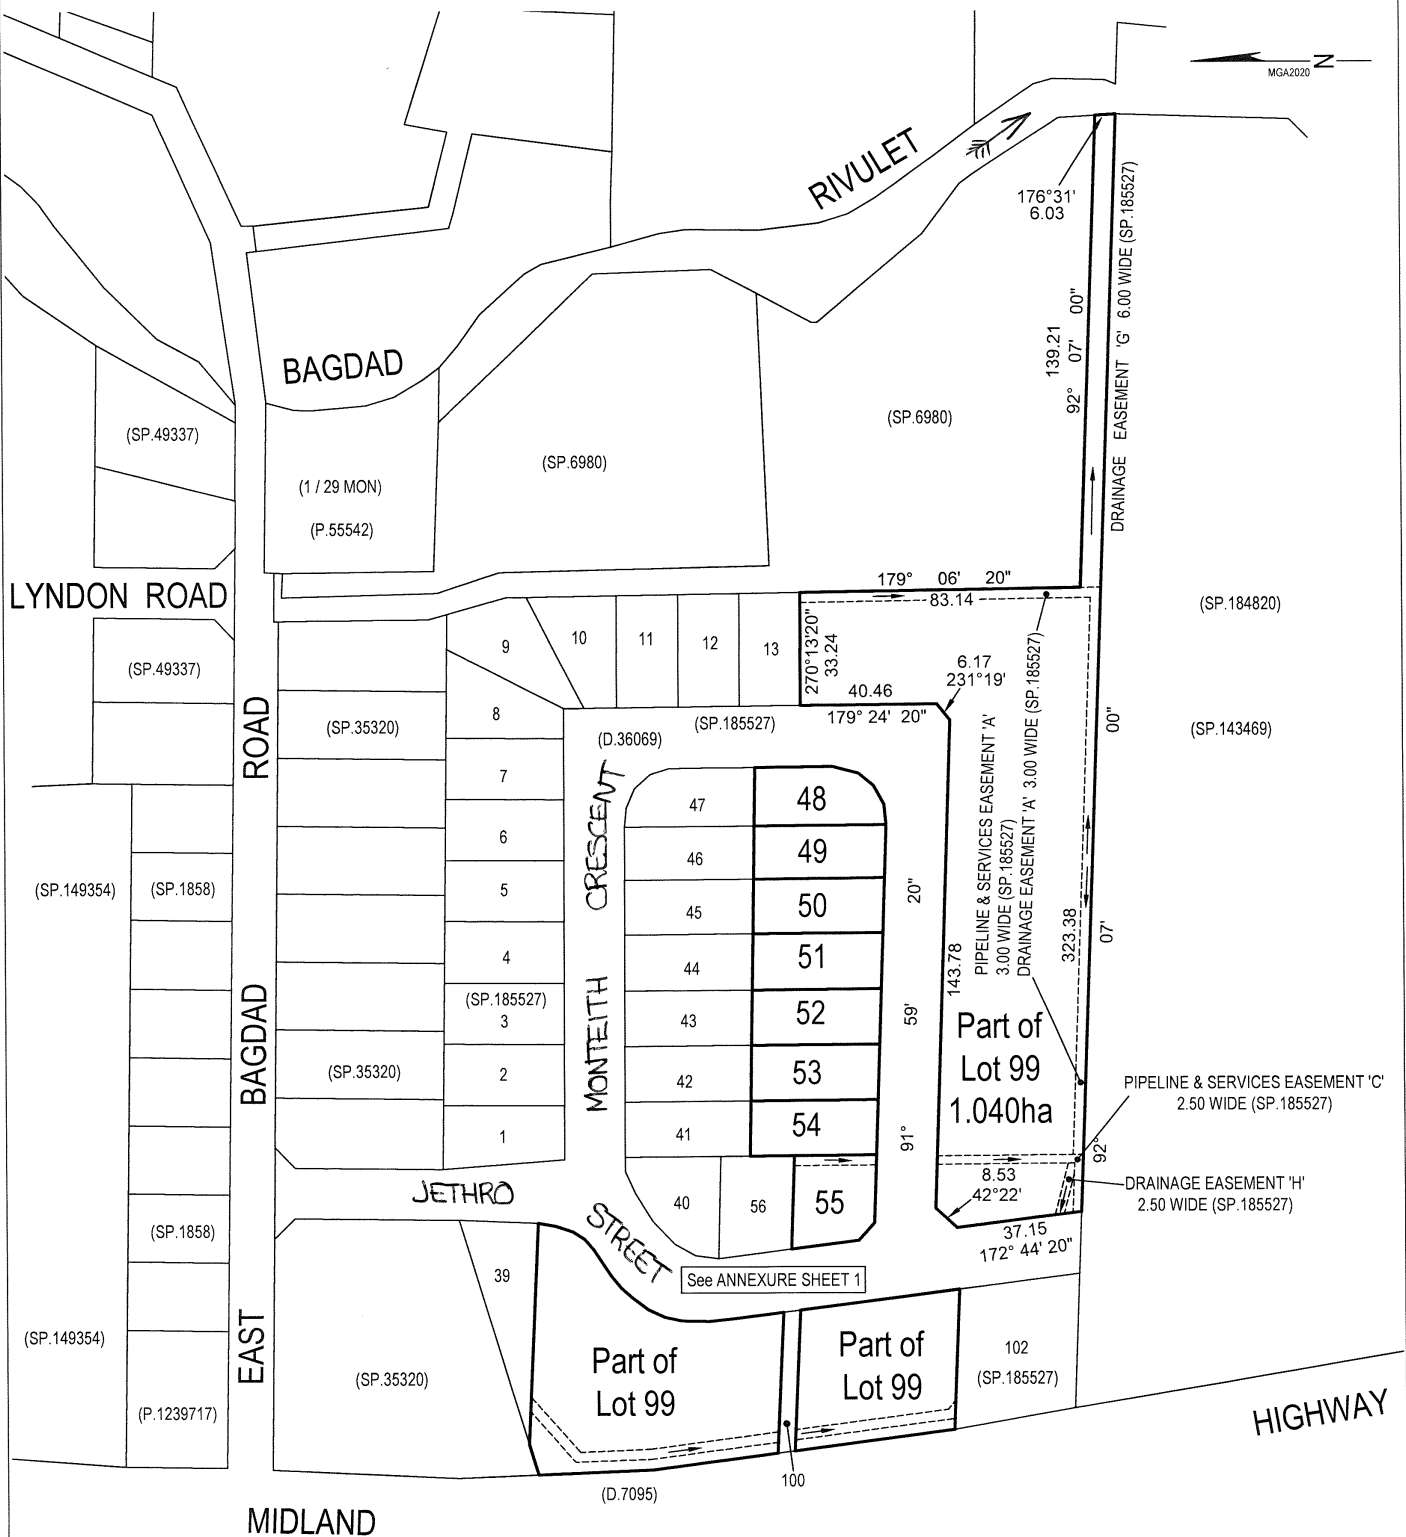 N
MGA2020
RIVULET
176°31'
6.03
DRAINAGE EASEMENT 'G' 6.00 WIDE (SP.185527)
139.21
92° 07' 00"
BAGDAD
(SP.49337)
(1 / 29 MON)
(P.55542)
(SP.6980)
(SP.6980)
LYNDON ROAD
179° 06' 20"
83.14
(SP.184820)
270°13'20"
33.24
9
10
11
12
13
6.17
231°19'
40.46
179° 24' 20"
(SP.49337)
(SP.35320)
8
(D.36069)
(SP.185527)
(SP.143469)
EAST BAGDAD ROAD
7
6
5
4
(SP.185527)
3
2
1
MONTEITH CRESCENT
47
46
45
44
43
42
41
40
56
48
49
50
51
52
53
54
55
91° 59' 20"
143.78
PIPELINE & SERVICES EASEMENT 'A'
3.00 WIDE (SP.185527)
DRAINAGE EASEMENT 'A' 3.00 WIDE (SP.185527)
323.38
92° 07' 00"
Part of
Lot 99
1.040ha
(SP.149354)
(SP.1858)
(SP.35320)
PIPELINE & SERVICES EASEMENT 'C'
2.50 WIDE (SP.185527)
DRAINAGE EASEMENT 'H'
2.50 WIDE (SP.185527)
8.53
42°22'
37.15
172° 44' 20"
JETHRO
STREET
(SP.1858)
39
See ANNEXURE SHEET 1
(SP.149354)
(P.1239717)
(SP.35320)
Part of
Lot 99
Part of
Lot 99
102
(SP.185527)
100
(D.7095)
MIDLAND
HIGHWAY